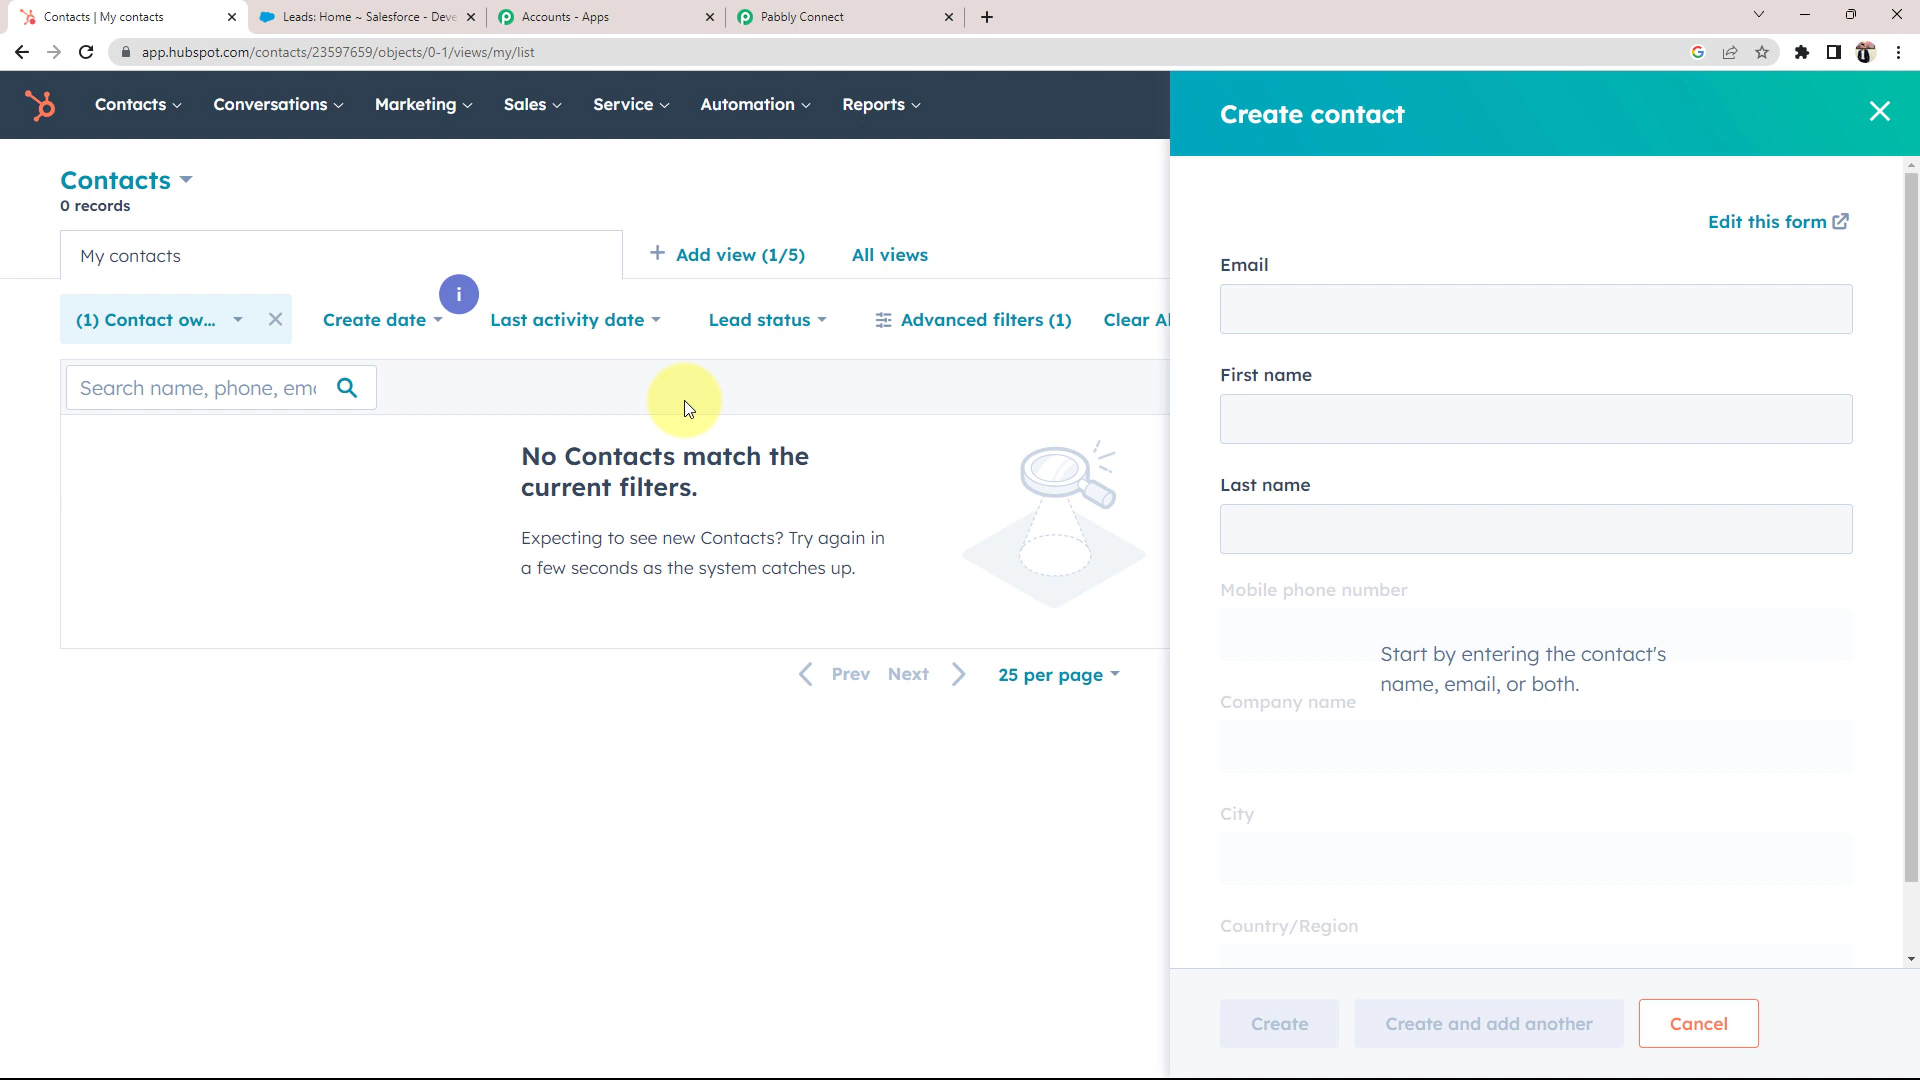 Contacts | My contacts
Leads: Home ~ Salesforce - Deve
Accounts - Apps
Pabbly Connect
app.hubspot.com/contacts/23597659/objects/0-1/views/my/list
Contacts
Conversations
Marketing
Sales
Service
Automation
Reports
Contacts
0 records
My contacts
Add view (1/5)
All views
(1) Contact ow...
Create date
i
Last activity date
Lead status
Advanced filters (1)
Clear Al
Search name, phone, ema
No Contacts match the
current filters.
Expecting to see new Contacts? Try again in
a few seconds as the system catches up.
Prev
Next
25 per page
Create contact
Edit this form
Email
First name
Last name
Mobile phone number
Start by entering the contact's
name, email, or both.
Company name
City
Country/Region
Create
Create and add another
Cancel